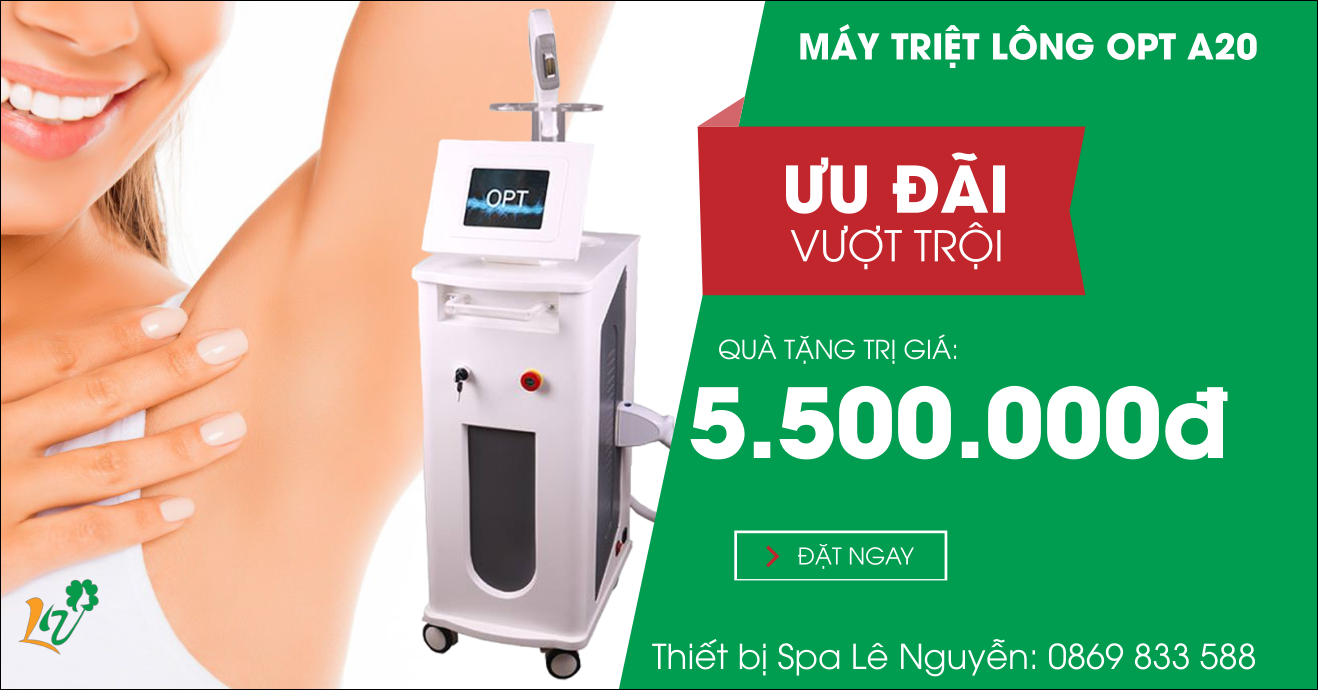 MÁY TRIỆT LÔNG OPT A20
ƯU ĐÃI
VƯỢT TRỘI
OPT
QUÀ TẶNG TRỊ GIÁ:
5.500.000đ
ĐẶT NGAY
LN
Thiết bị Spa Lê Nguyễn: 0869 833 588